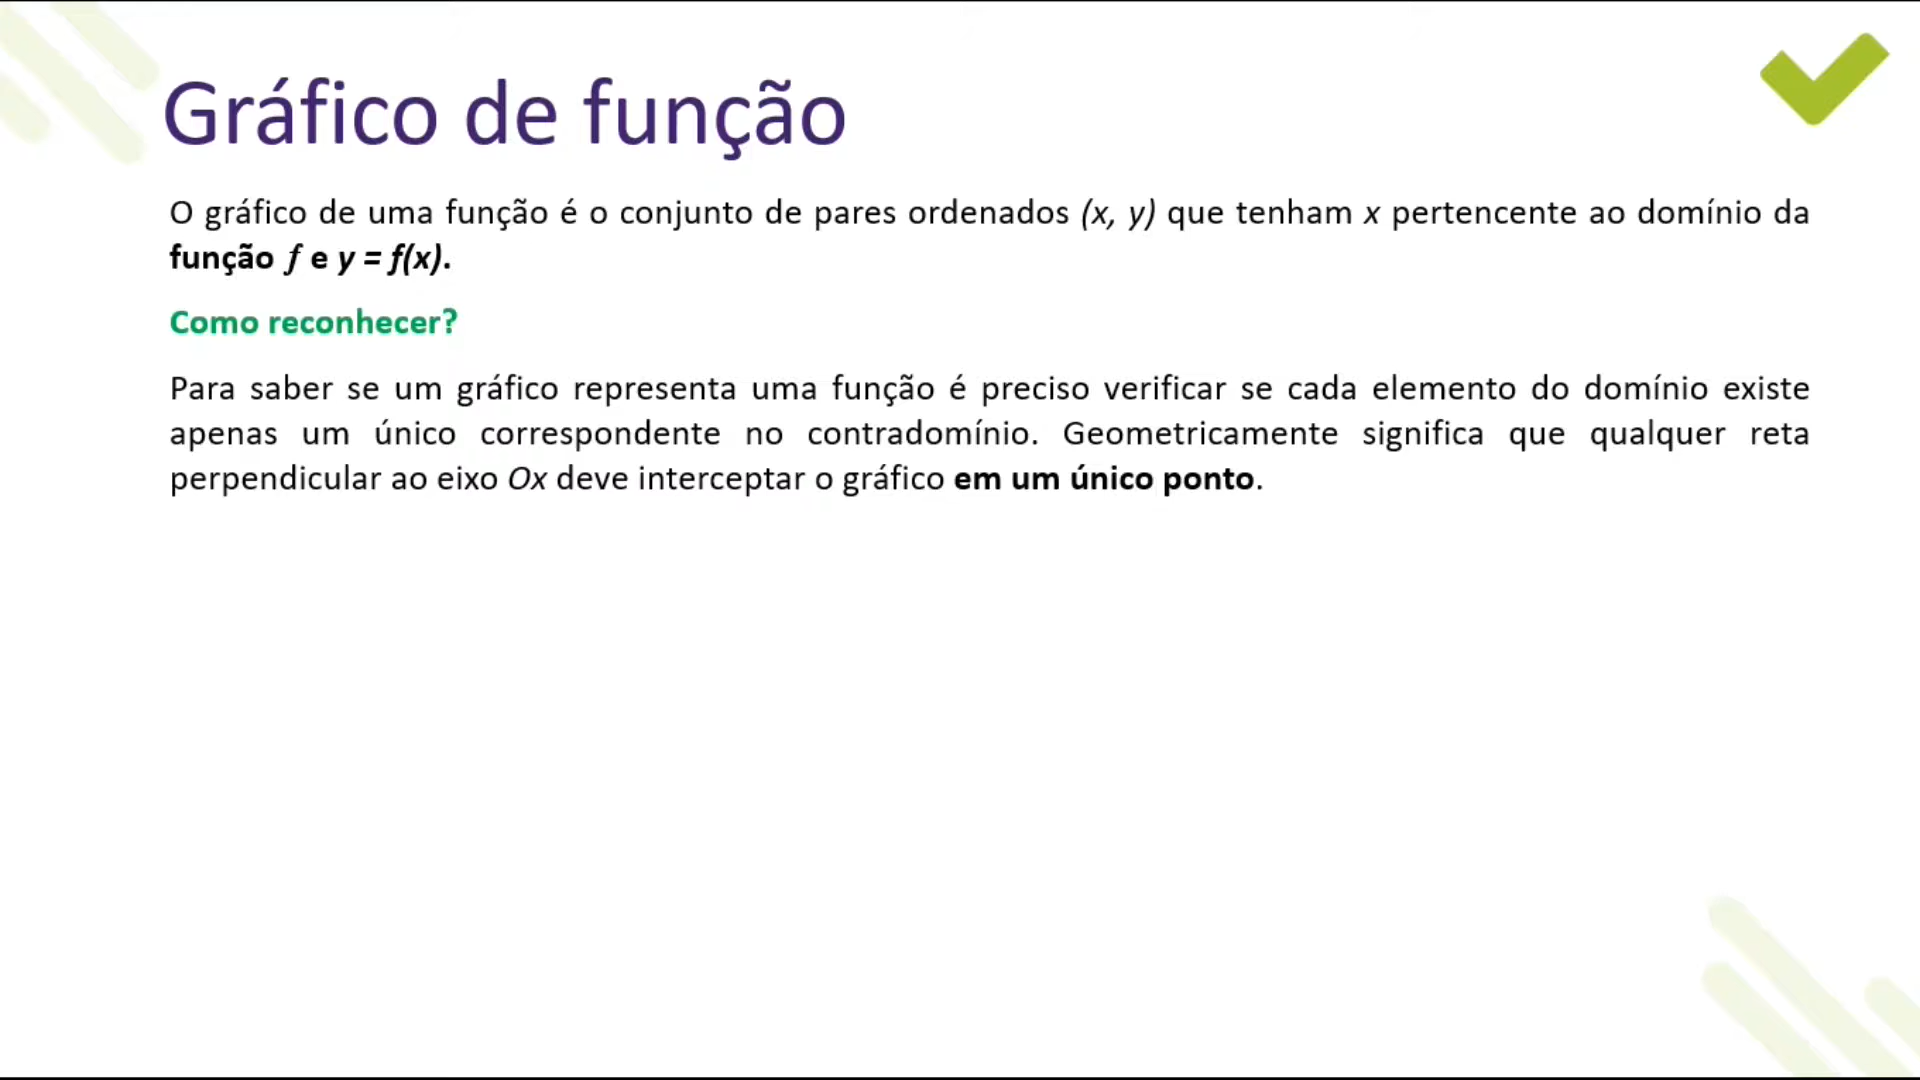 Gráfico de função
O gráfico de uma função é o conjunto de pares ordenados (x, y) que tenham x pertencente ao domínio da
função f e y = f(x).
Como reconhecer?
Para saber se um gráfico representa uma função é preciso verificar se cada elemento do domínio existe
apenas um único correspondente no contradomínio. Geometricamente significa que qualquer reta
perpendicular ao eixo Ox deve interceptar o gráfico em um único ponto.